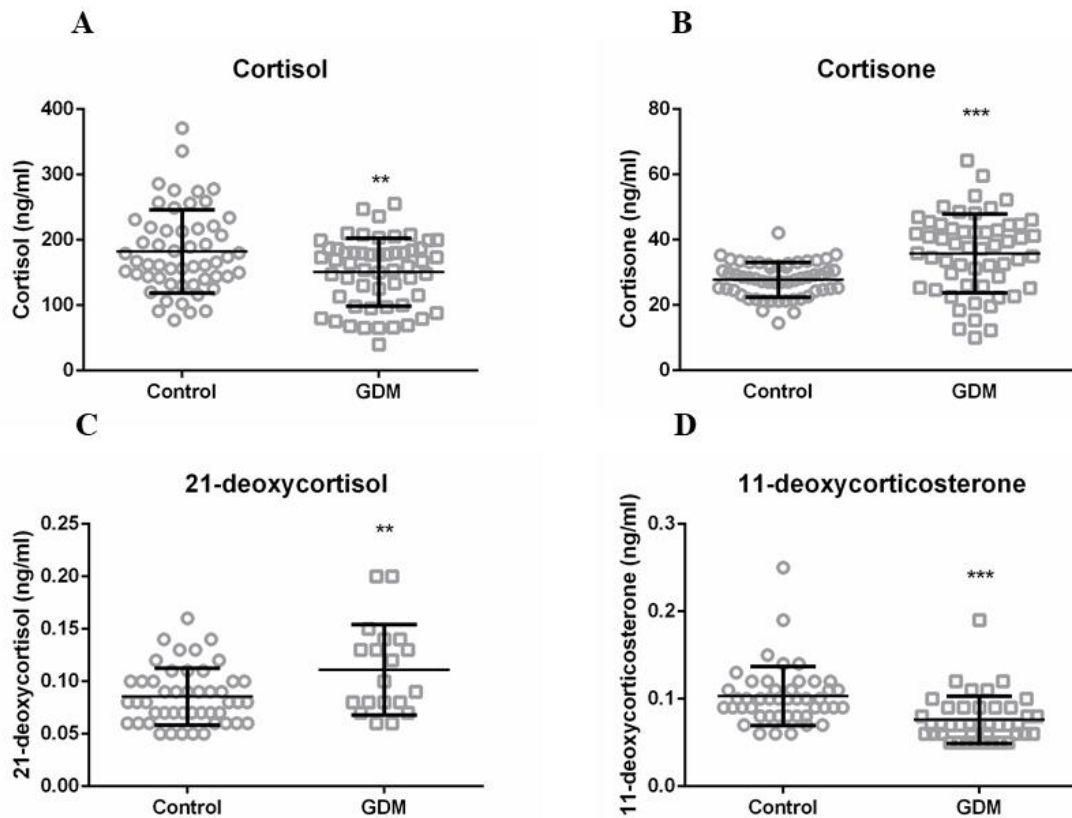 A
Cortisol
Cortisol (ng/ml)
400
300
200
100
0
**
Control
GDM
B
Cortisone
Cortisone (ng/ml)
80
60
40
20
0
***
Control
GDM
C
21-deoxycortisol
21-deoxycortisol (ng/ml)
0.25
0.20
0.15
0.10
0.05
0.00
**
Control
GDM
D
11-deoxycorticosterone
11-deoxycorticosterone (ng/ml)
0.3
0.2
0.1
0.0
***
Control
GDM